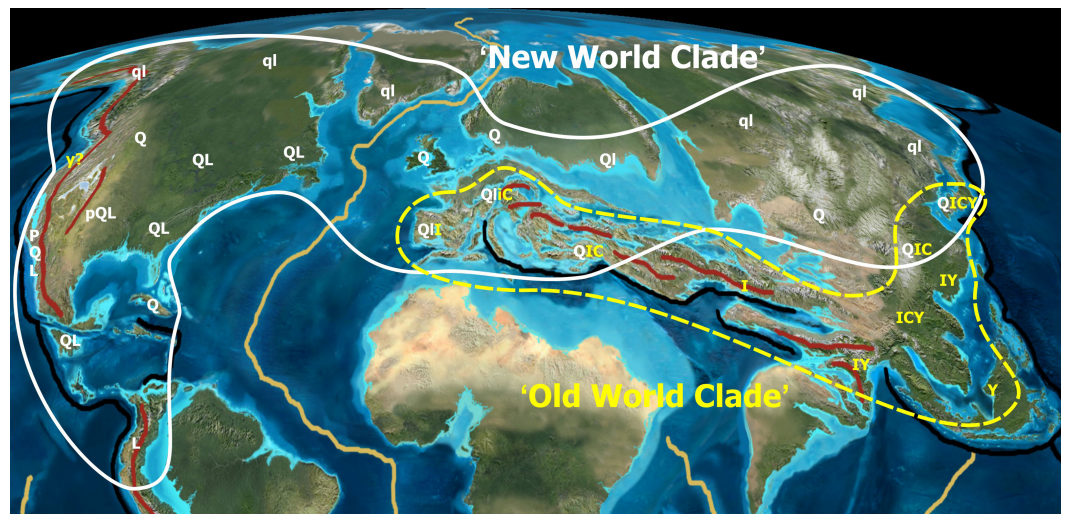 ‘New World Clade’
ql
ql
ql
ql
ql
ql
Q
Q
QL
QL
Q
Ql
y?
QliC
pQL
QlI
QL
Q
QICY
P
Q
L
QIC
QIC
IY
I
Q
ICY
QL
IY
‘Old World Clade’
Y
L